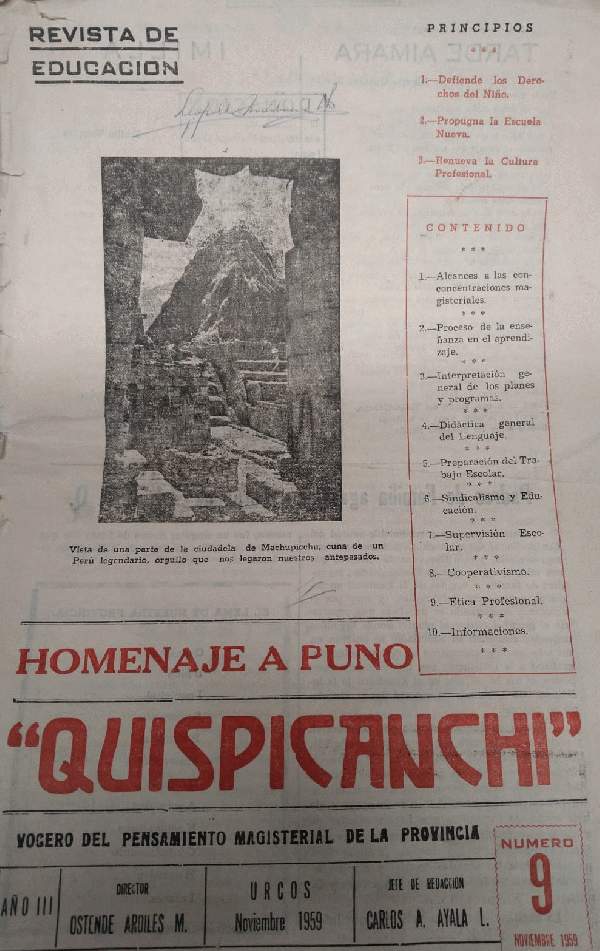 REVISTA DE
EDUCACION
PRINCIPIOS
* * *
1.—Defiende los Dere-
chos del Niño.
2.—Propugna la Escuela
Nueva.
3.—Renueva la Cultura
Profesional.
CONTENIDO
* * *
1.—Alcances a las con-
concentraciones ma-
gisteriales.
* * *
2.—Proceso de la ense-
ñanza en el aprendi-
zaje.
* * *
3.—Interpretación ge-
neral de los planes
y programas.
* * *
4.—Didáctica general
del Lenguaje.
* * *
5.—Preparación del Tra-
bajo Escolar.
* * *
6.—Sindicalismo y Edu-
cación.
* * *
7.—Supervisión Esco-
lar.
* * *
8.—Cooperativismo.
* * *
9.—Etica Profesional.
* * *
10.—Informaciones.
* * *
Vista de una parte de la ciudadela de Machupicchu, cuna de un
Perú legendario, orgullo que nos legaron nuestros antepasados.
HOMENAJE A PUNO
“QUISPICANCHI”
VOCERO DEL PENSAMIENTO MAGISTERIAL DE LA PROVINCIA
AÑO III
DIRECTOR
OSTENDE ARDILES M.
URCOS
Noviembre 1959
JEFE DE REDACCIÓN
CARLOS A. AYALA L.
NUMERO
9
NOVIEMBRE 1959